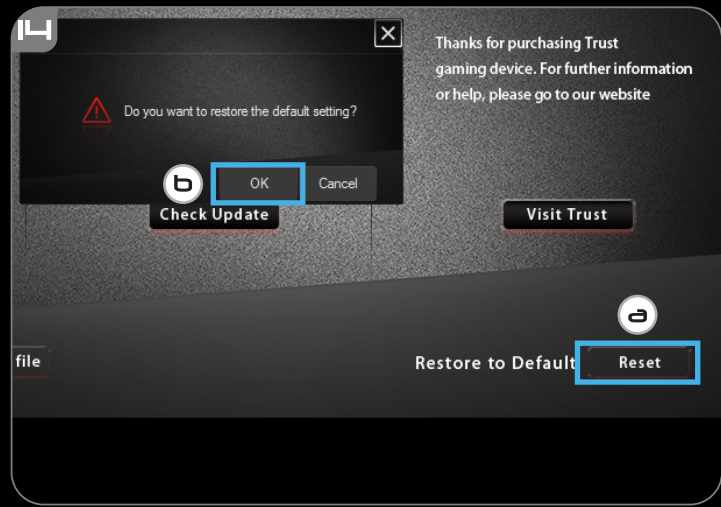 14
Thanks for purchasing Trust
gaming device. For further information
or help, please go to our website
Do you want to restore the default setting?
b
OK
Cancel
Check Update
Visit Trust
a
file
Restore to Default
Reset